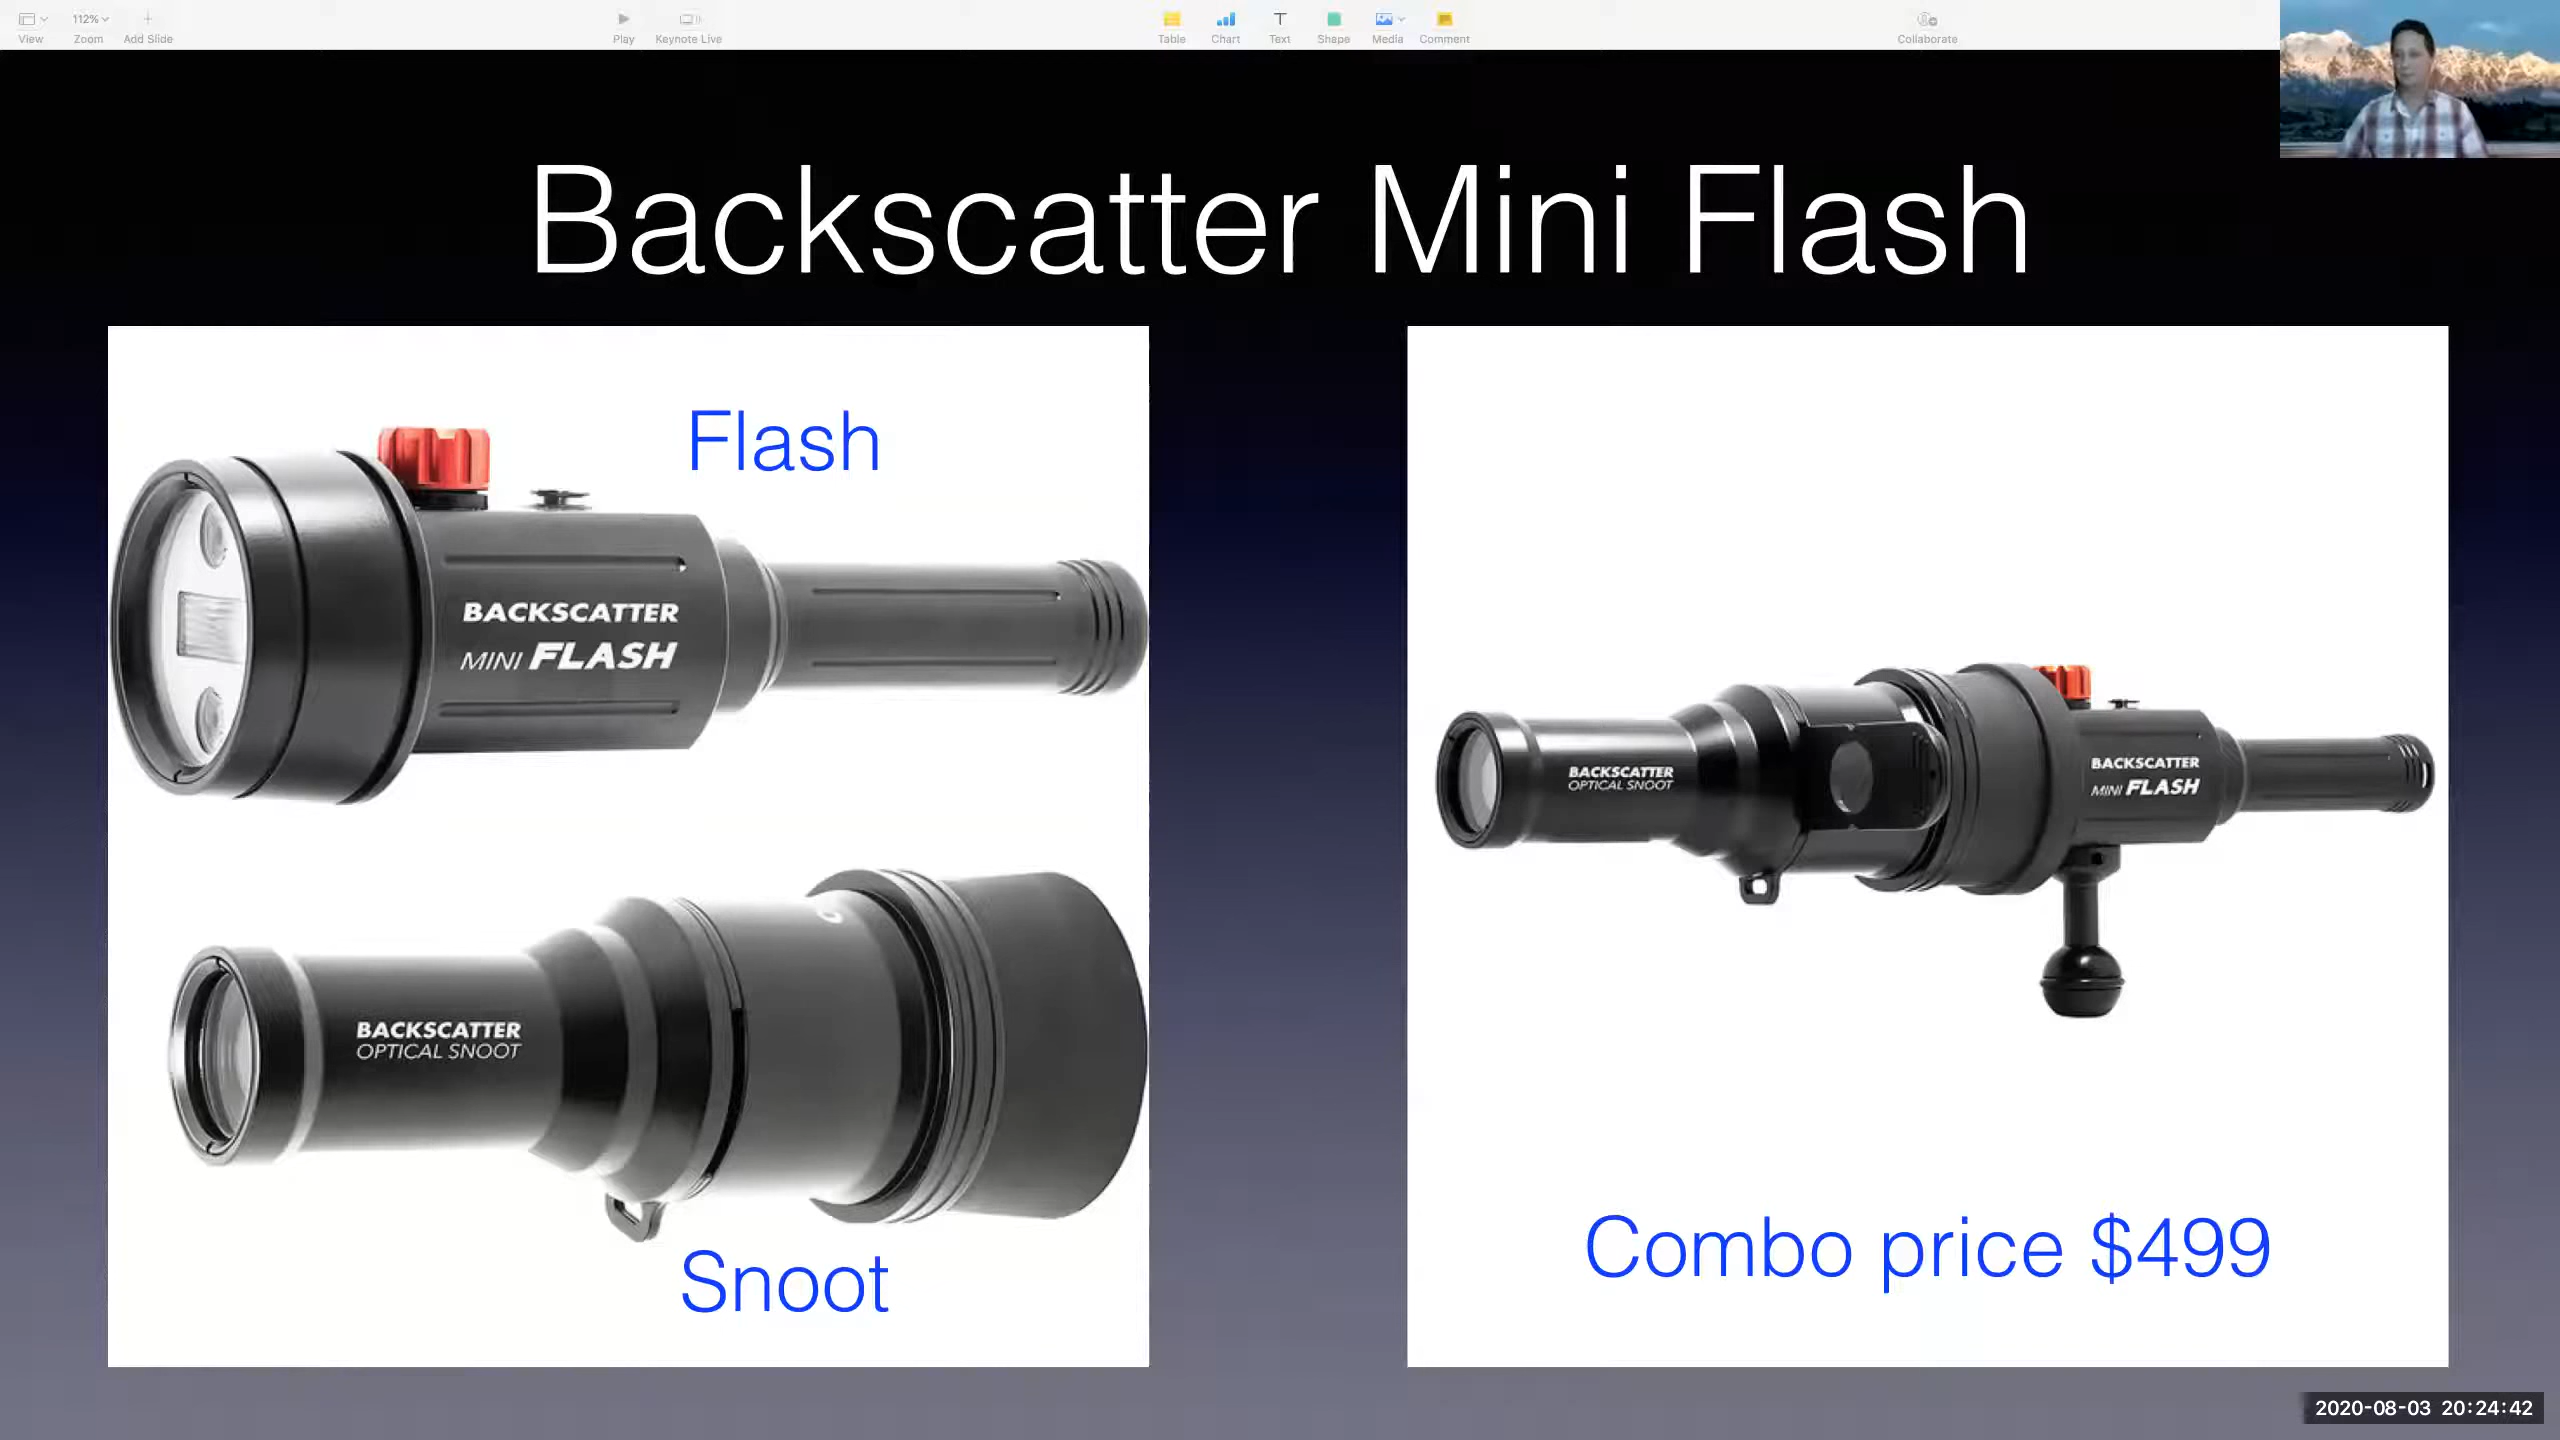 112%
View
Zoom
Add Slide
Play
Keynote Live
Table
Chart
Text
Shape
Media
Comment
Collaborate
Backscatter Mini Flash
Flash
BACKSCATTER
MINI FLASH
BACKSCATTER
OPTICAL SNOOT
Snoot
BACKSCATTER
OPTICAL SNOOT
BACKSCATTER
MINI FLASH
Combo price $499
2020-08-03 20:24:42